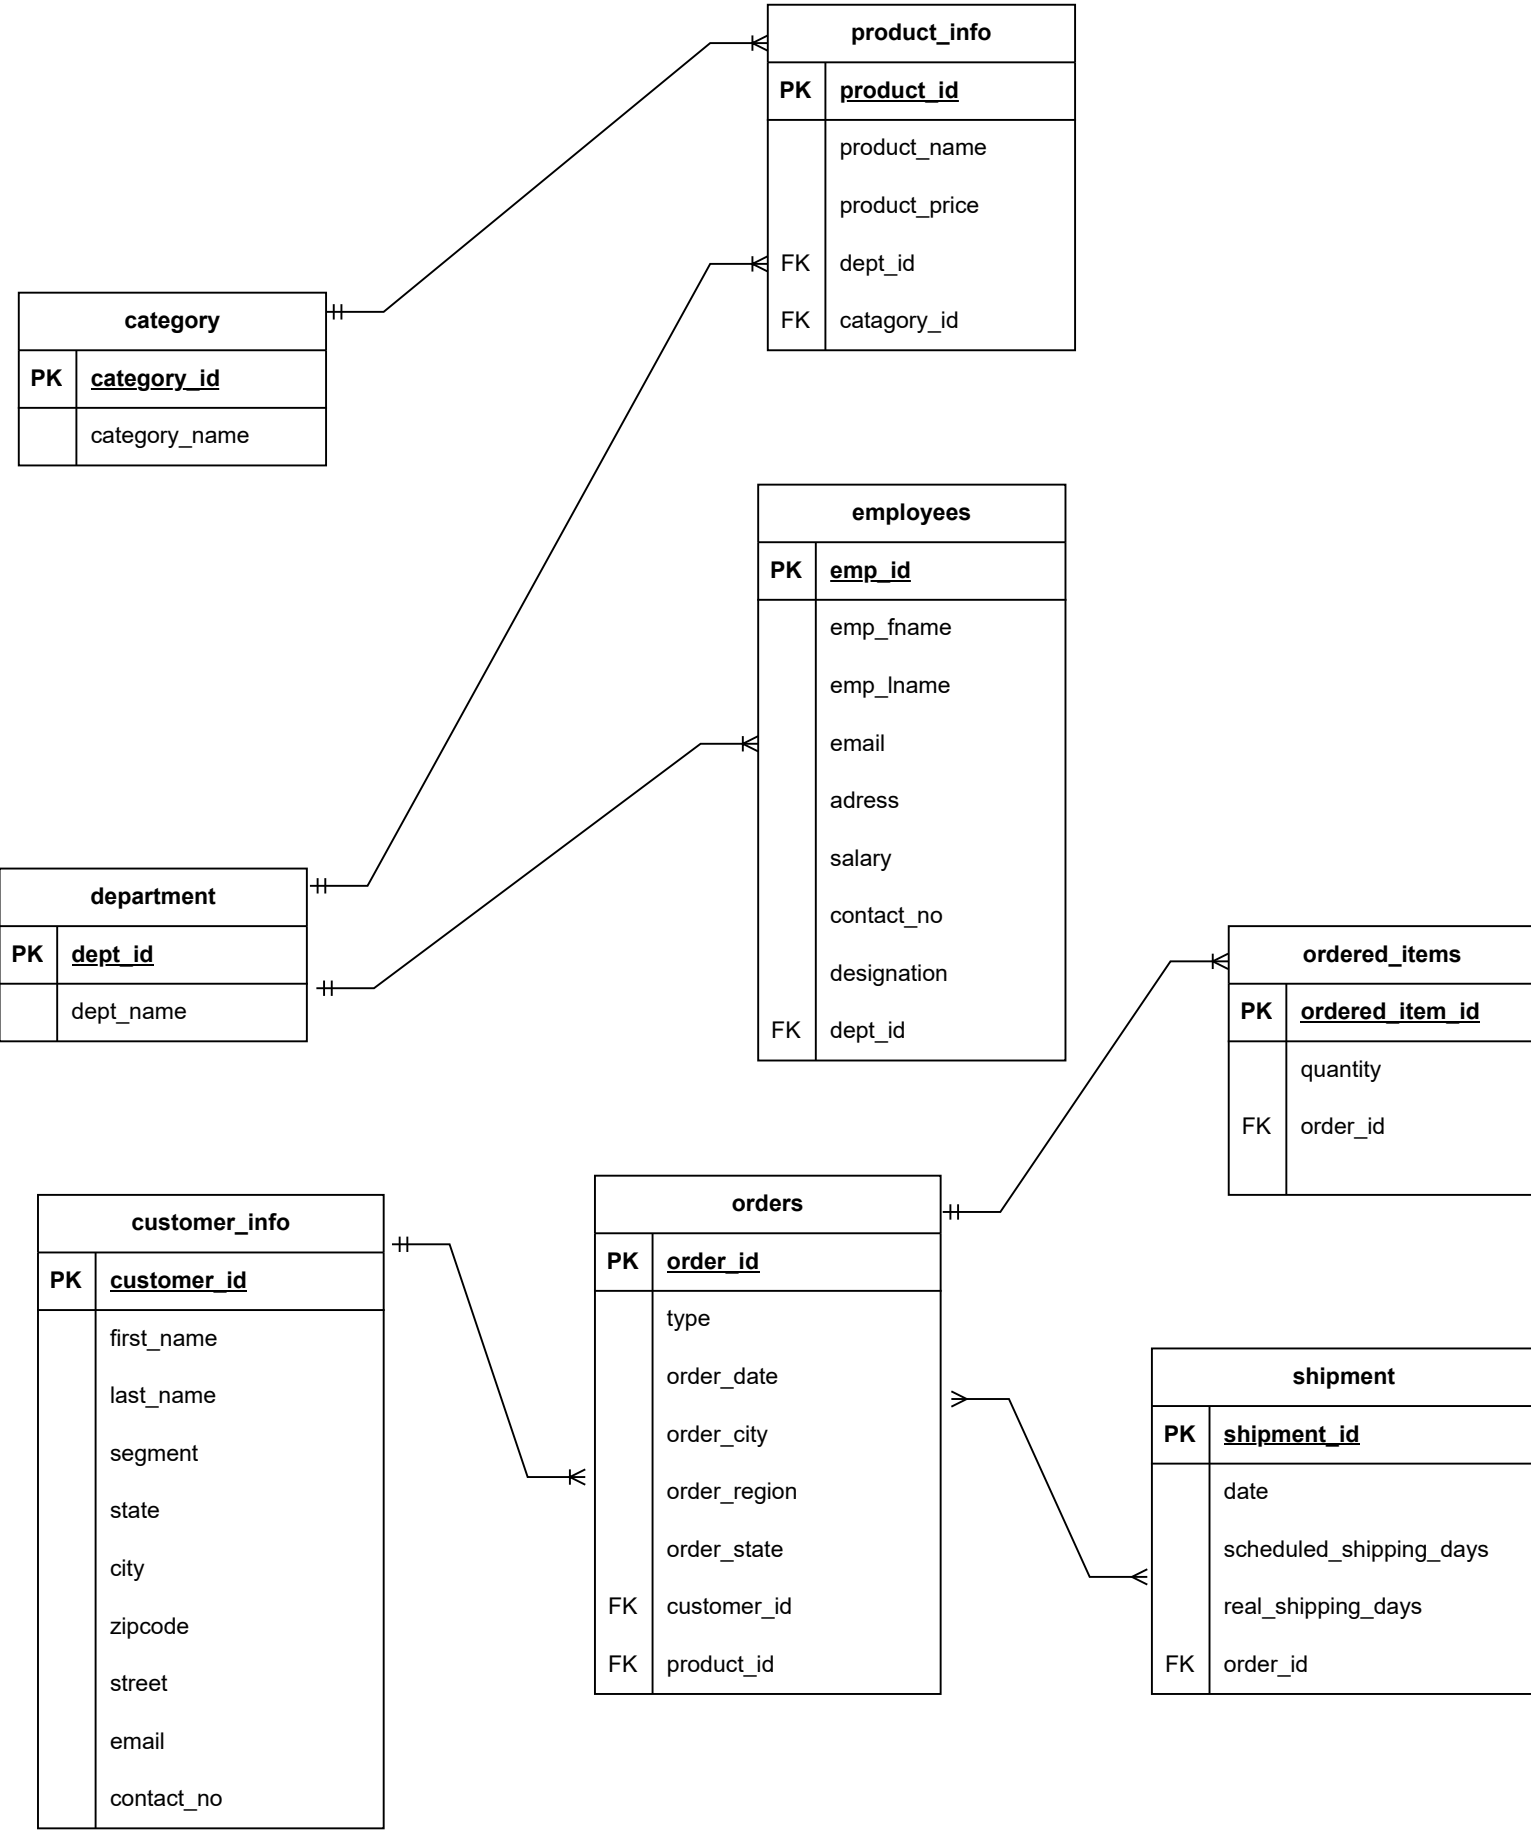 product_info
PK product_id
product_name
product_price
FK dept_id
FK catagory_id
category
PK category_id
category_name
employees
PK emp_id
emp_fname
emp_lname
email
adress
salary
contact_no
designation
FK dept_id
department
PK dept_id
dept_name
ordered_items
PK ordered_item_id
quantity
FK order_id
customer_info
PK customer_id
first_name
last_name
segment
state
city
zipcode
street
email
contact_no
orders
PK order_id
type
order_date
order_city
order_region
order_state
FK customer_id
FK product_id
shipment
PK shipment_id
date
scheduled_shipping_days
real_shipping_days
FK order_id